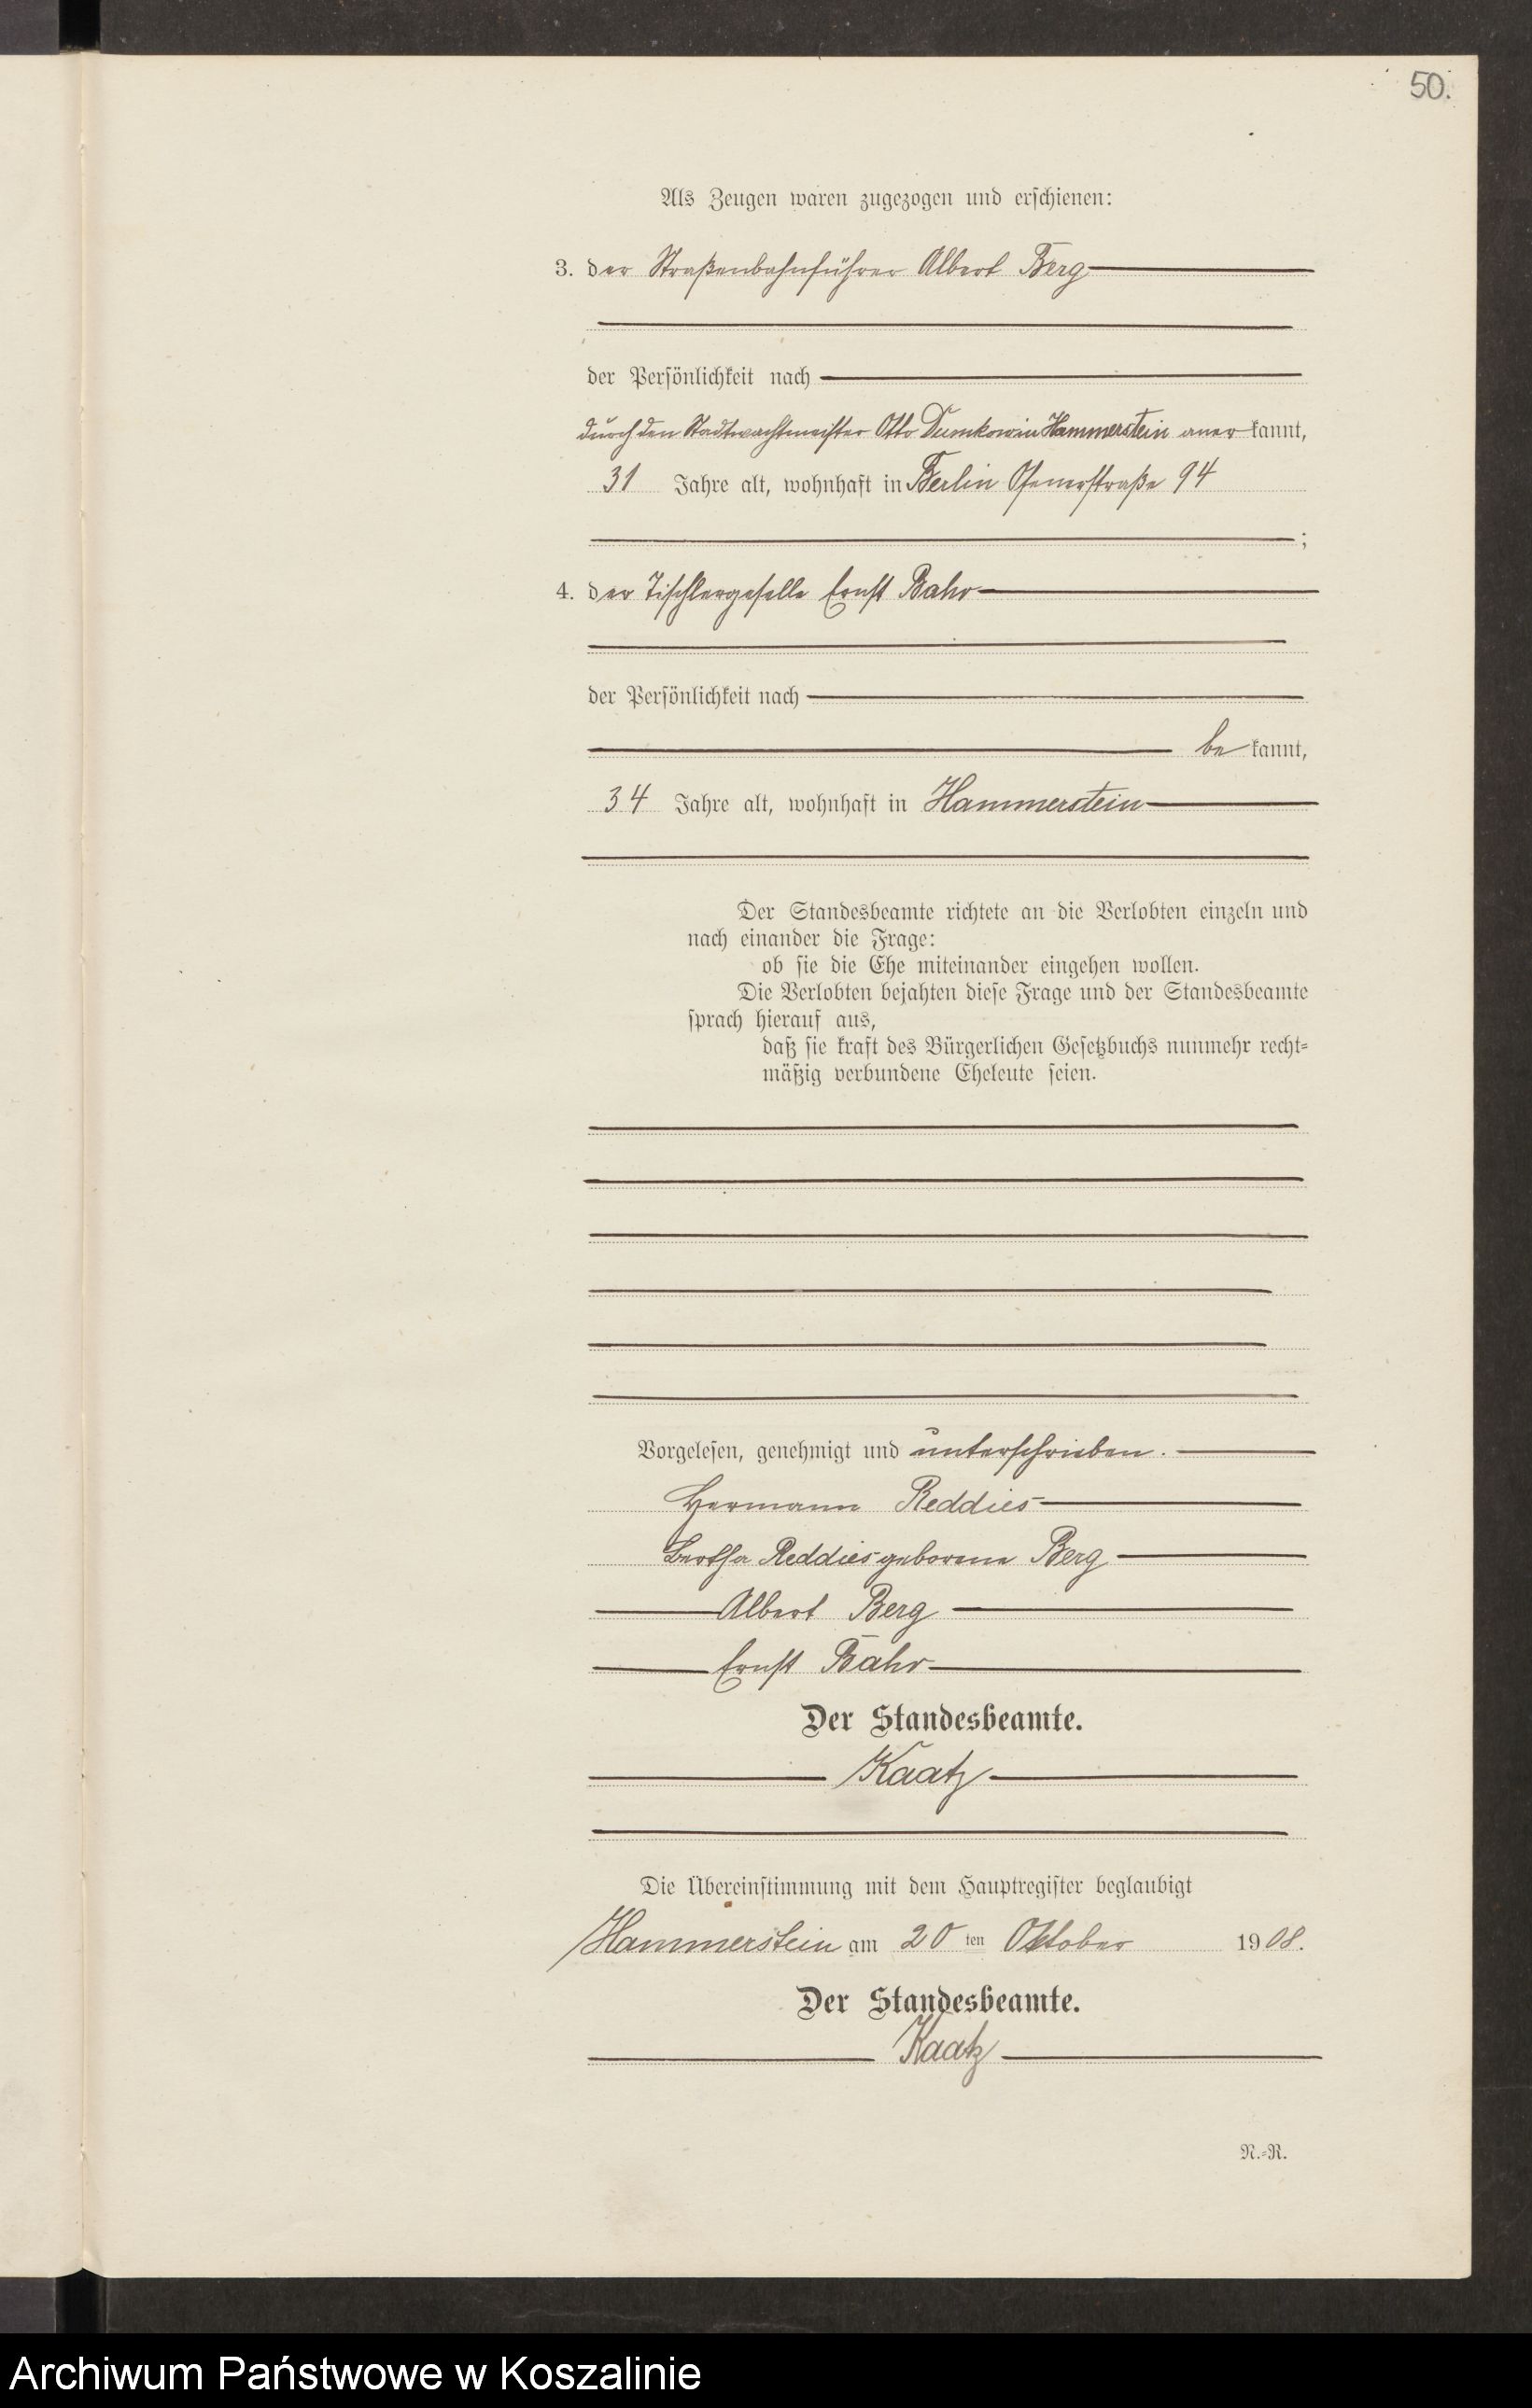 50.
Als Zeugen waren zugezogen und erschienen:
3. der Straßenbahnführer Albert Berg
der Persönlichkeit nach
durch den Stadtwachtmeister Otto Dumkow in Hammerstein aner kannt,
31 Jahre alt, wohnhaft in Berlin Ofenerstraße 94
;
4. der Tischlergeselle Ernst Bahr
der Persönlichkeit nach
be kannt,
34 Jahre alt, wohnhaft in Hammerstein
Der Standesbeamte richtete an die Verlobten einzeln und
nach einander die Frage:
ob sie die Ehe miteinander eingehen wollen.
Die Verlobten bejahten diese Frage und der Standesbeamte
sprach hierauf aus,
daß sie kraft des Bürgerlichen Gesetzbuchs nunmehr recht-
mäßig verbundene Eheleute seien.
Vorgelesen, genehmigt und unterschrieben.
Hermann Reddies
Bertha Reddies geborene Berg
Albert Berg
Ernst Bahr
Der Standesbeamte.
Kaatz
Die Übereinstimmung mit dem Hauptregister beglaubigt
Hammerstein am 20 ten Oktober 1908.
Der Standesbeamte.
Kaatz
N.-R.
Archiwum Państwowe w Koszalinie